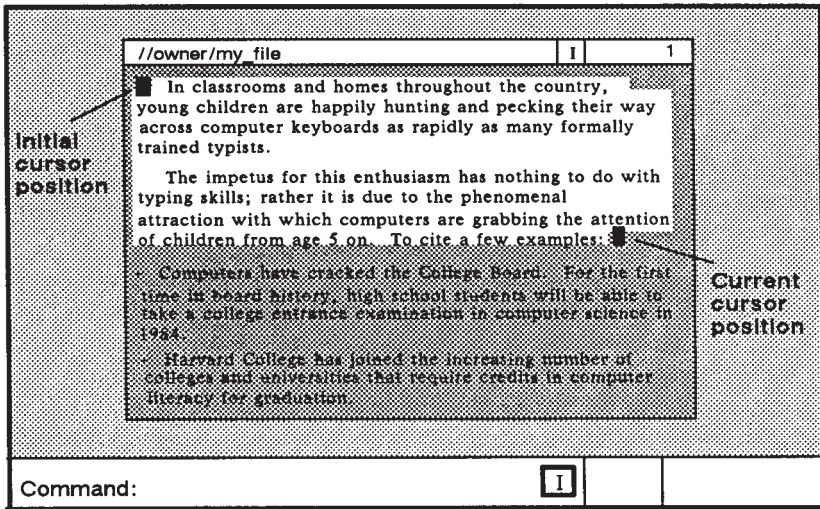 //owner/my_file I 1
In classrooms and homes throughout the country,
young children are happily hunting and pecking their way
across computer keyboards as rapidly as many formally
trained typists.
The impetus for this enthusiasm has nothing to do with
typing skills; rather it is due to the phenomenal
attraction with which computers are grabbing the attention
of children from age 5 on. To cite a few examples:
- Computers have cracked the College Board. For the first
time in board history, high school students will be able to
take a college entrance examination in computer science in
1984.
- Harvard College has joined the increasing number of
colleges and universities that require credits in computer
literacy for graduation.
Initial
cursor
position
Current
cursor
position
Command: I